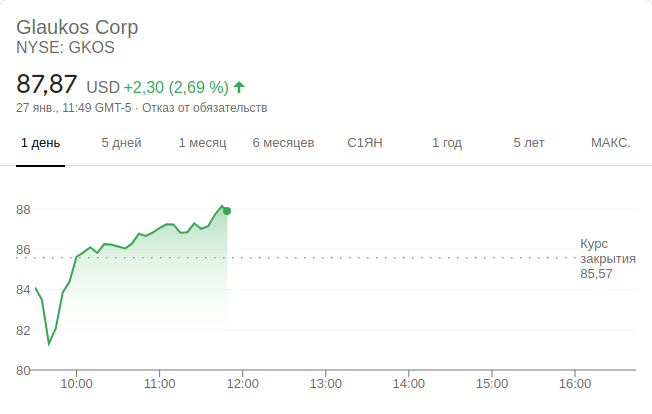 Glaukos Corp
NYSE: GKOS
87,87 USD +2,30 (2,69 %)
27 янв., 11:49 GMT-5 · Отказ от обязательств
1 день 5 дней 1 месяц 6 месяцев С1ЯН 1 год 5 лет МАКС.
88
86
84
82
80
Курс
закрытия
85,57
10:00 11:00 12:00 13:00 14:00 15:00 16:00